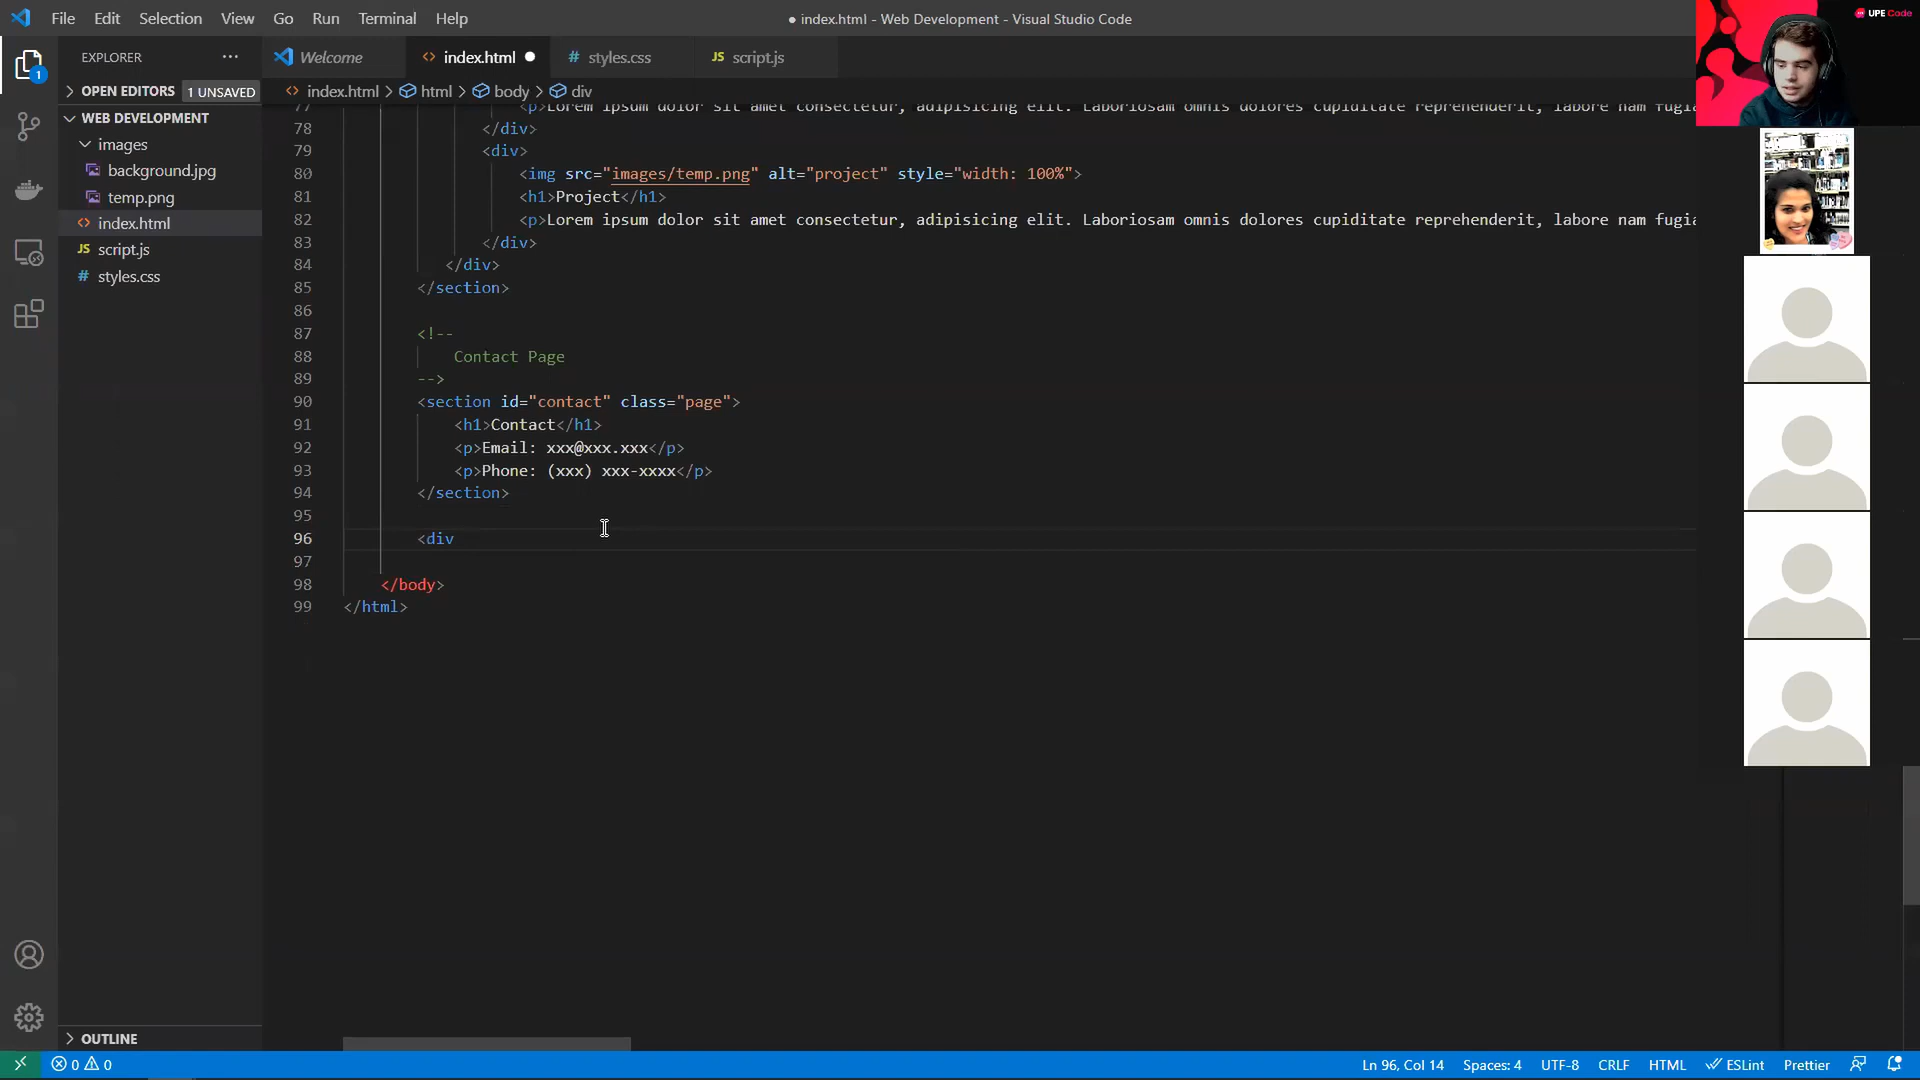 File Edit Selection View Go Run Terminal Help
● index.html - Web Development - Visual Studio Code
UPE Code
EXPLORER ···
Welcome
index.html
# styles.css
JS script.js
OPEN EDITORS 1 UNSAVED
index.html > html > body > div
WEB DEVELOPMENT
images
background.jpg
temp.png
index.html
JS script.js
# styles.css
OUTLINE
1
77 <p>Lorem ipsum dolor sit amet consectetur, adipisicing elit. Laboriosam omnis dolores cupiditate reprehenderit, labore nam fugia
78 </div>
79 <div>
80 <img src="images/temp.png" alt="project" style="width: 100%">
81 <h1>Project</h1>
82 <p>Lorem ipsum dolor sit amet consectetur, adipisicing elit. Laboriosam omnis dolores cupiditate reprehenderit, labore nam fugia
83 </div>
84 </div>
85 </section>
86
87 <!--
88 Contact Page
89 -->
90 <section id="contact" class="page">
91 <h1>Contact</h1>
92 <p>Email: xxx@xxx.xxx</p>
93 <p>Phone: (xxx) xxx-xxxx</p>
94 </section>
95
96 <div
97
98 </body>
99 </html>
0 0
Ln 96, Col 14 Spaces: 4 UTF-8 CRLF HTML ESLint Prettier